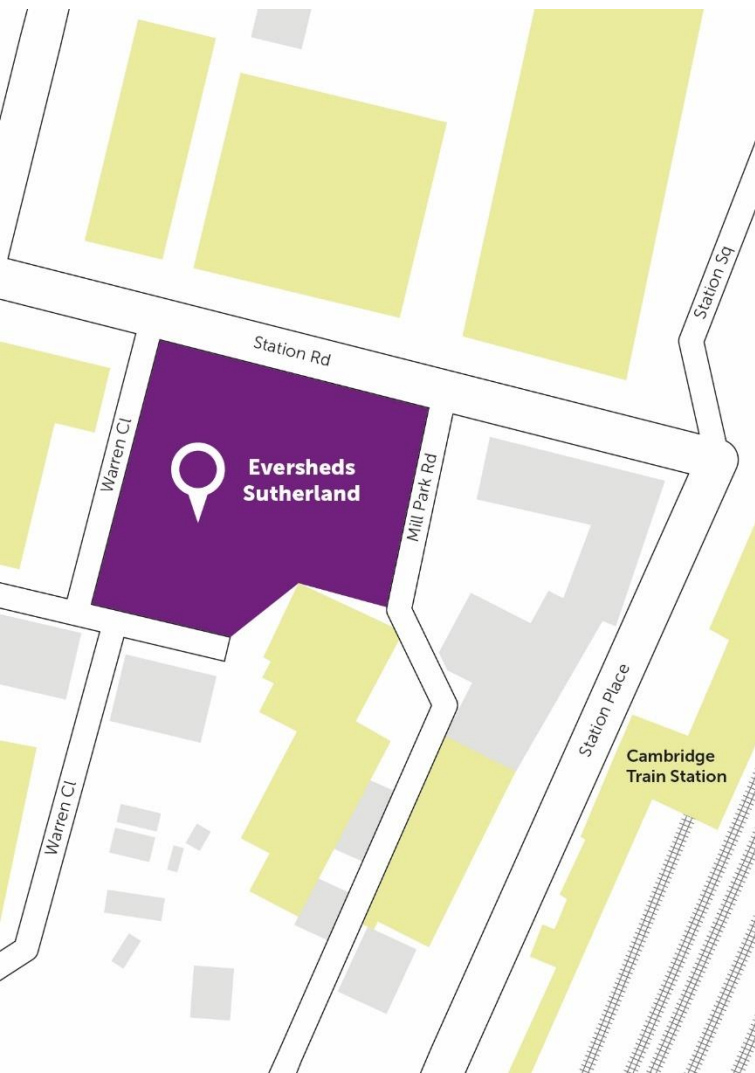 Station Sq
Station Rd
Warren Cl
Eversheds
Sutherland
Mill Park Rd
Station Place
Cambridge
Train Station
Warren Cl